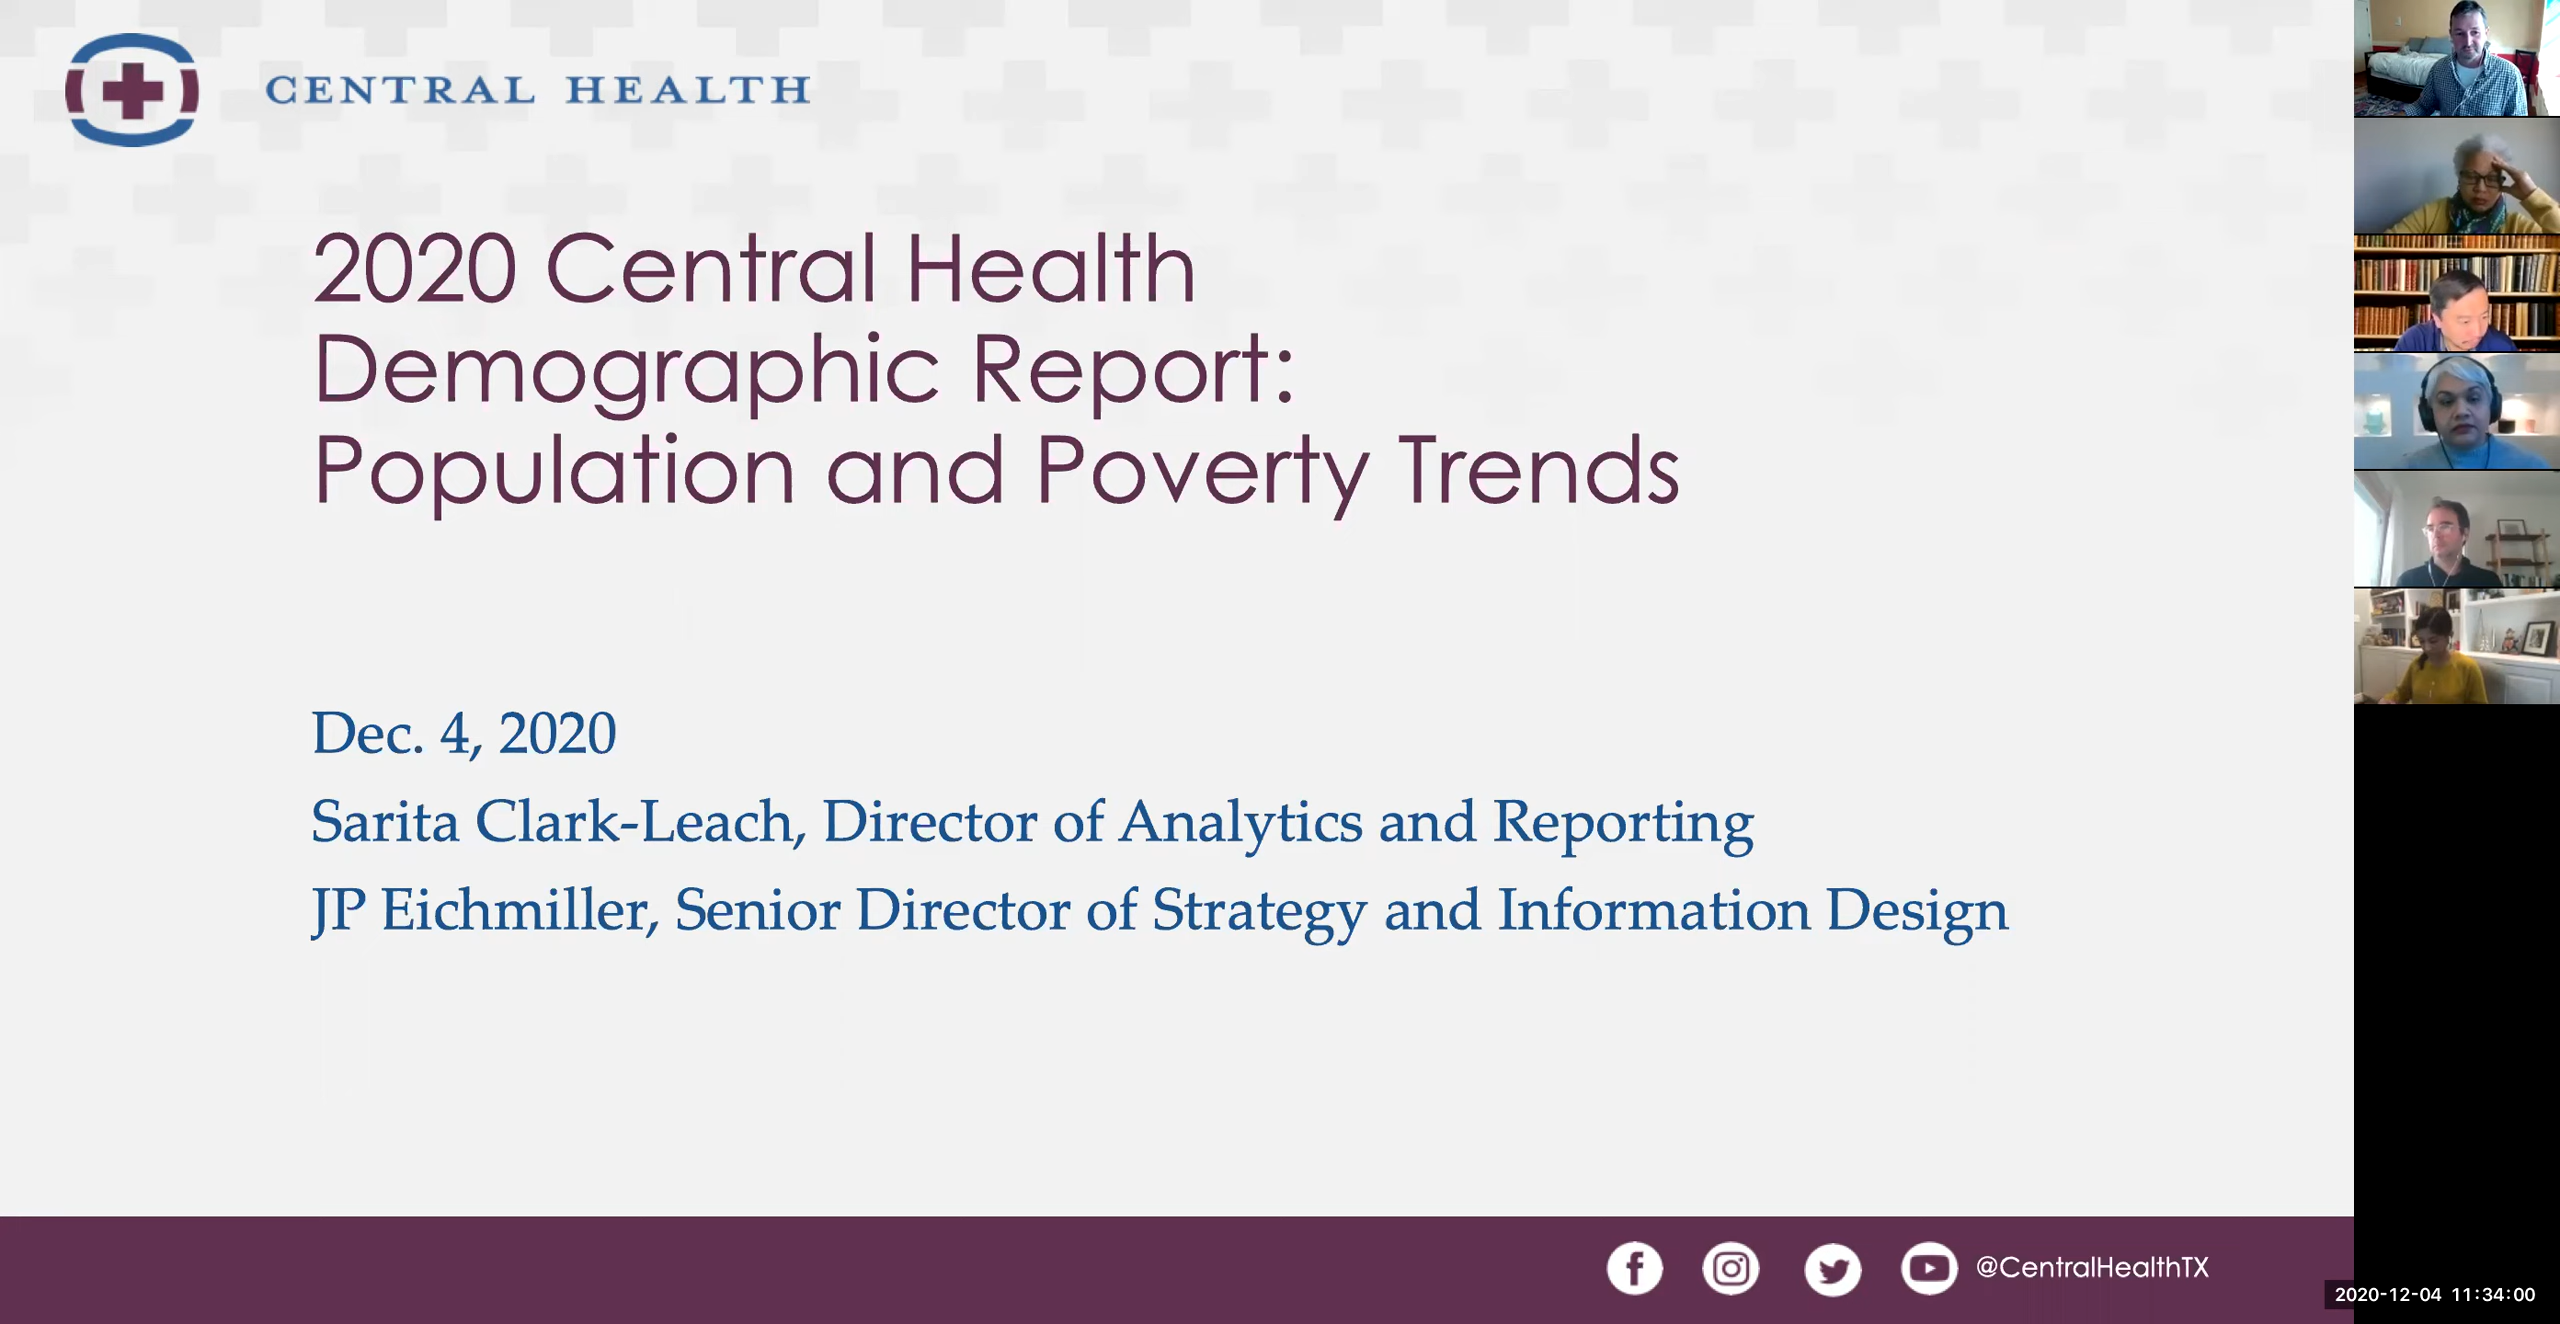 CENTRAL HEALTH
2020 Central Health
Demographic Report:
Population and Poverty Trends
Dec. 4, 2020
Sarita Clark-Leach, Director of Analytics and Reporting
JP Eichmiller, Senior Director of Strategy and Information Design
@CentralHealthTX
2020-12-04 11:34:00